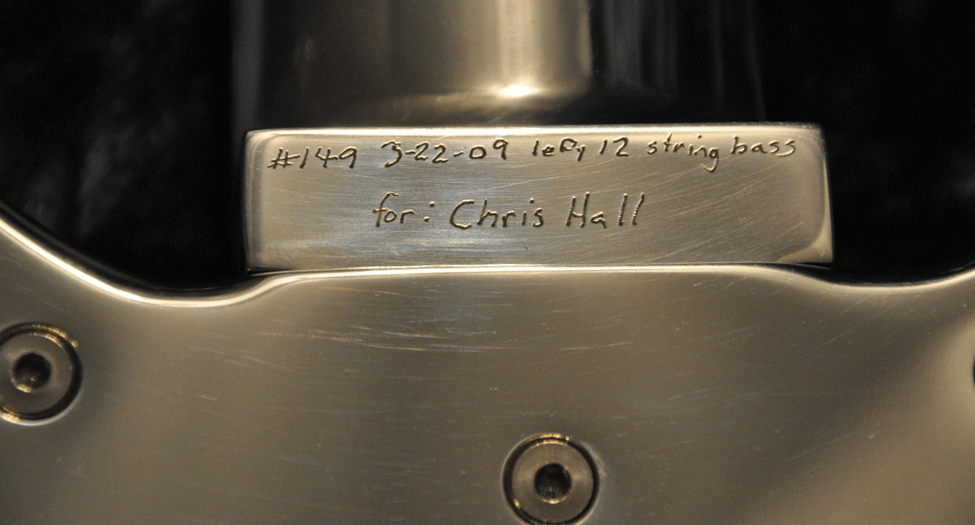 #149 3-22-09 lefty 12 string bass
for: Chris Hall